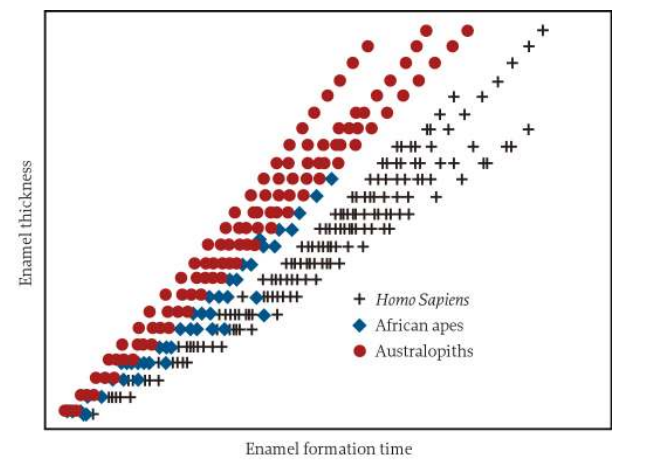 Enamel thickness
Homo Sapiens
African apes
Australopiths
Enamel formation time